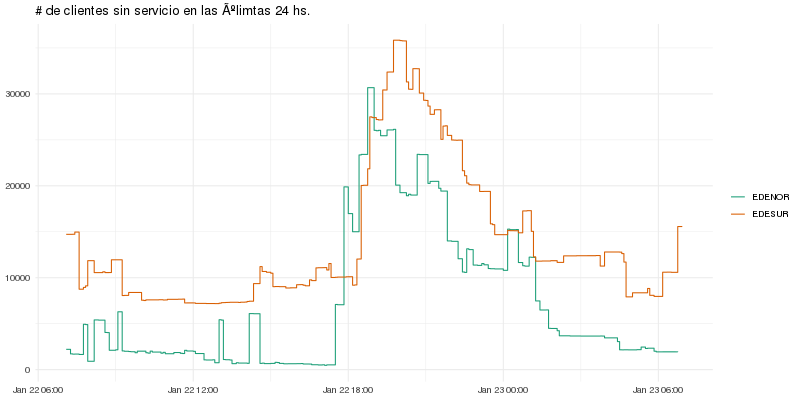 # de clientes sin servicio en las Ãºlimtas 24 hs.
30000
20000
10000
0
Jan 22 06:00
Jan 22 12:00
Jan 22 18:00
Jan 23 00:00
Jan 23 06:00
EDENOR
EDESUR